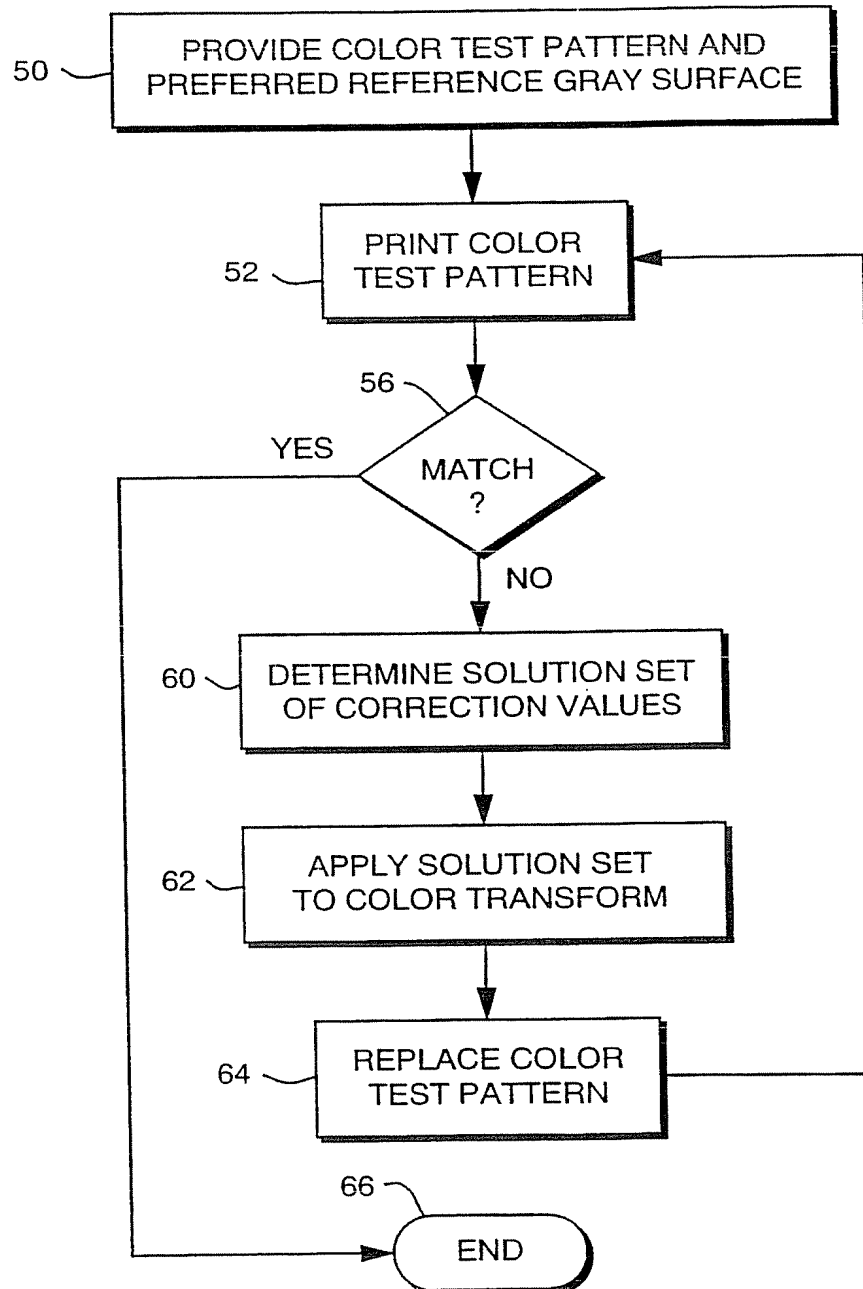 50
PROVIDE COLOR TEST PATTERN AND
PREFERRED REFERENCE GRAY SURFACE
52
PRINT COLOR
TEST PATTERN
56
YES
MATCH
?
NO
60
DETERMINE SOLUTION SET
OF CORRECTION VALUES
62
APPLY SOLUTION SET
TO COLOR TRANSFORM
64
REPLACE COLOR
TEST PATTERN
66
END